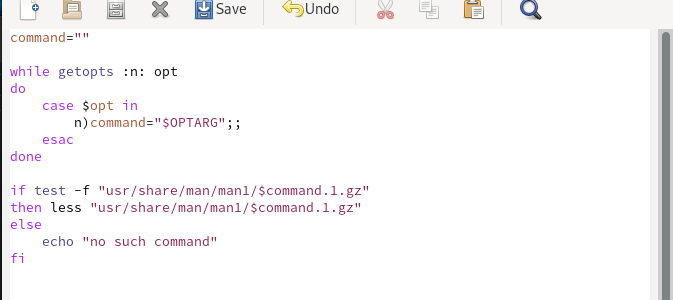 Save Undo
command=""
while getopts :n: opt
do
    case $opt in
        n)command="$OPTARG";;
    esac
done
if test -f "usr/share/man/man1/$command.1.gz"
then less "usr/share/man/man1/$command.1.gz"
else
    echo "no such command"
fi